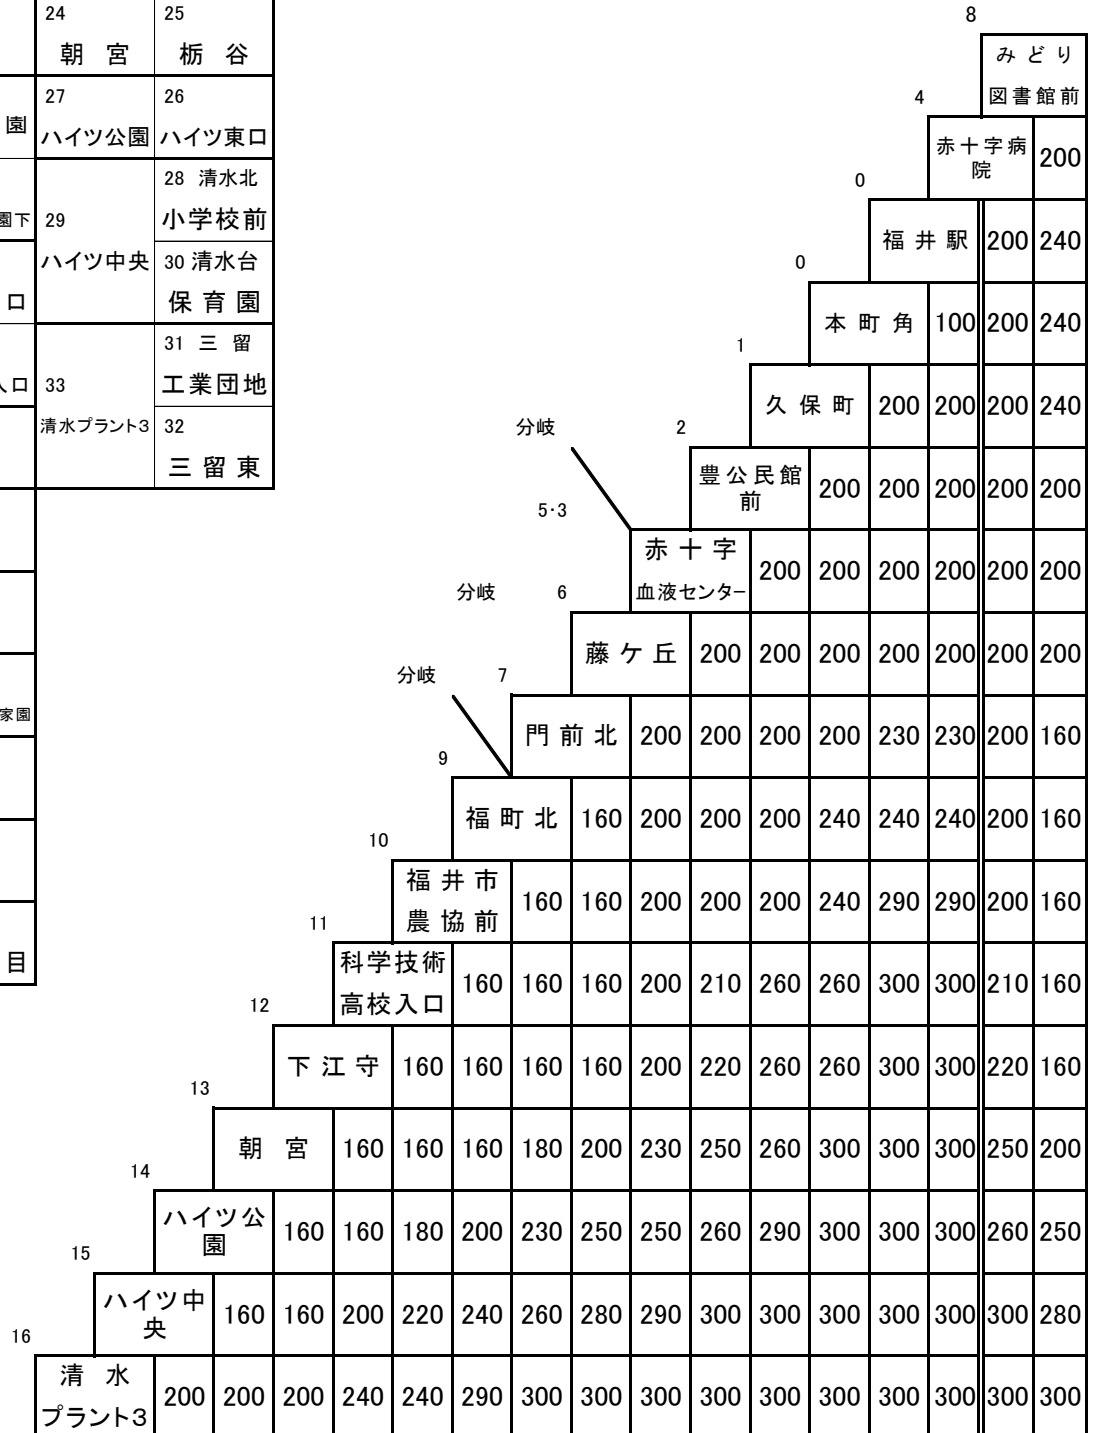 24 25 8
朝 宮 栃 谷 みどり
27 26 4 図書館前
園 ハイツ公園 ハイツ東口 赤十字病院 200
28 清水北 0
園下 29 小学校前 福井駅 200 240
ハイツ中央 30 清水台 0
口 保育園 本町角 100 200 240
31 三 留 1
入口 33 工業団地 久保町 200 200 200 240
清水プラント3 32 分岐 2
三留東 豊公民館前 200 200 200 200 200
5・3
赤十字
血液センター 200 200 200 200 200 200
分岐 6
藤ケ丘 200 200 200 200 200 200 200
分岐 7
家園 門前北 200 200 200 200 230 230 200 160
9
福町北 160 200 200 200 240 240 240 200 160
10
福井市
農協前 160 160 200 200 200 240 290 290 200 160
11
目 科学技術
高校入口 160 160 160 200 210 260 260 300 300 210 160
12
下江守 160 160 160 160 200 220 260 260 300 300 220 160
13
朝 宮 160 160 160 180 200 230 250 260 300 300 300 250 200
14
ハイツ公園 160 160 180 200 230 250 250 260 290 300 300 300 260 250
15
ハイツ中央 160 160 200 220 240 260 280 290 300 300 300 300 300 300 280
16
清 水
プラント3 200 200 200 240 240 290 300 300 300 300 300 300 300 300 300 300